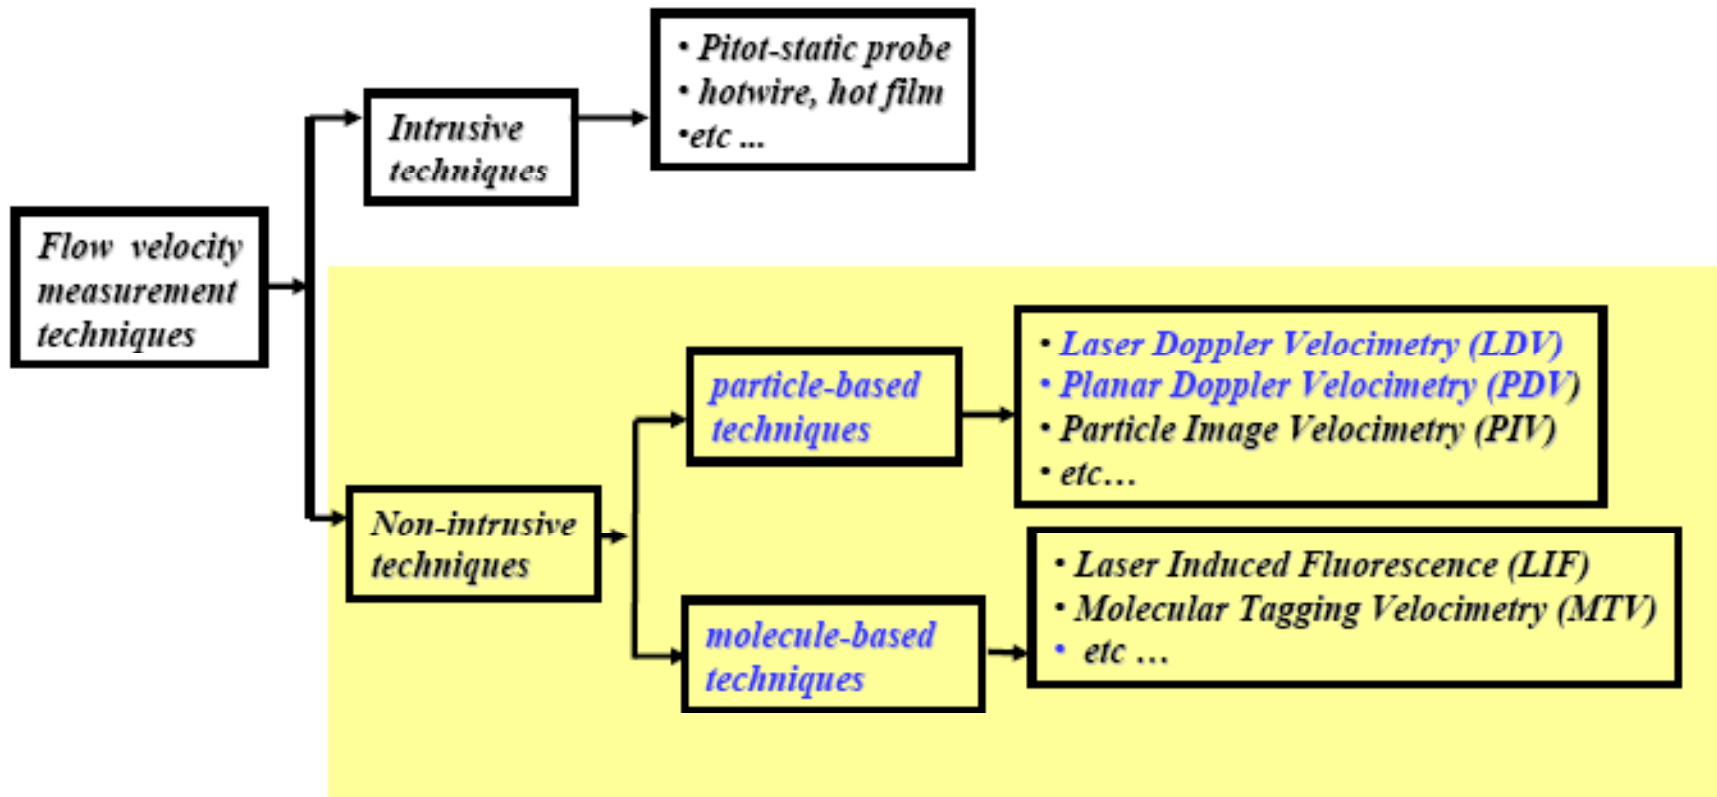 Flow velocity
measurement
techniques
Intrusive
techniques
• Pitot-static probe
• hotwire, hot film
•etc ...
Non-intrusive
techniques
particle-based
techniques
• Laser Doppler Velocimetry (LDV)
• Planar Doppler Velocimetry (PDV)
• Particle Image Velocimetry (PIV)
• etc…
molecule-based
techniques
• Laser Induced Fluorescence (LIF)
• Molecular Tagging Velocimetry (MTV)
• etc …